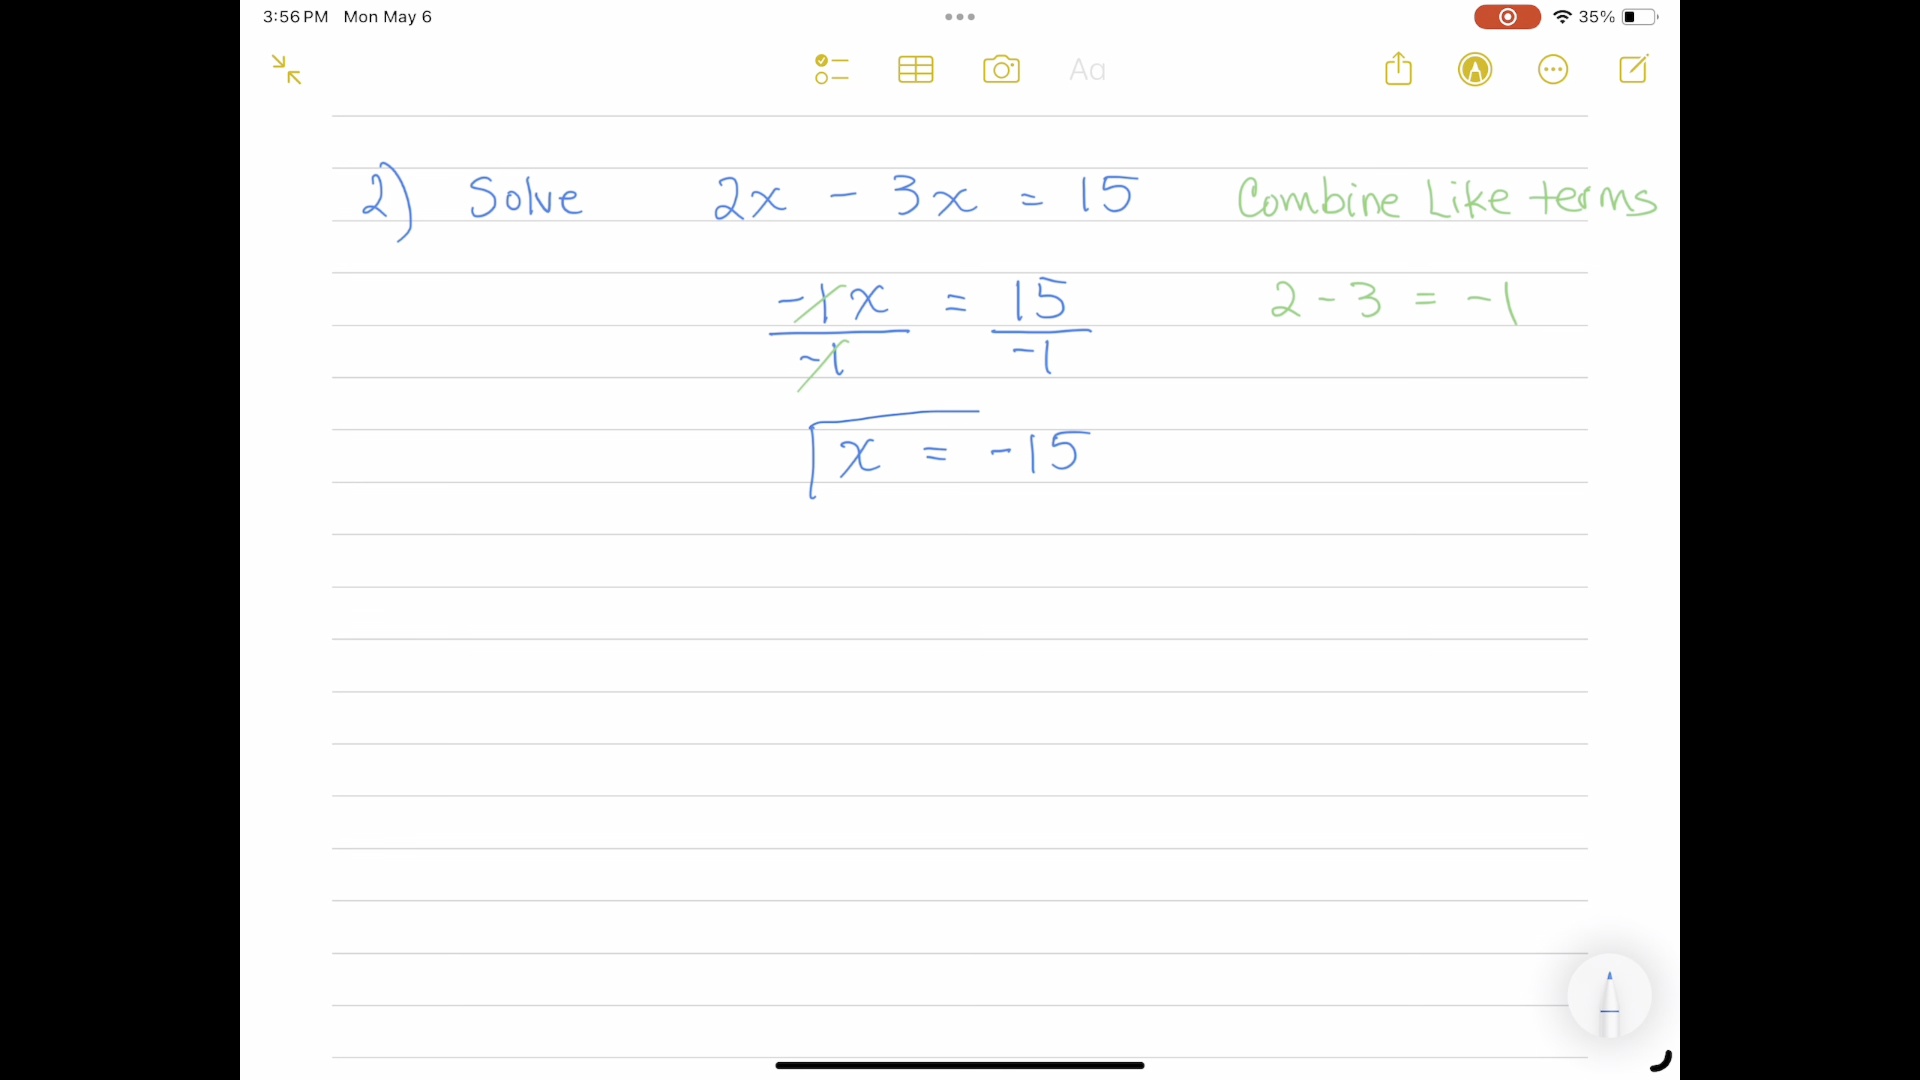 3:56 PM Mon May 6 35%
Aa
2) Solve 2x - 3x = 15 Combine Like terms
-1x = 15 2 - 3 = -1
-1 -1
x = -15